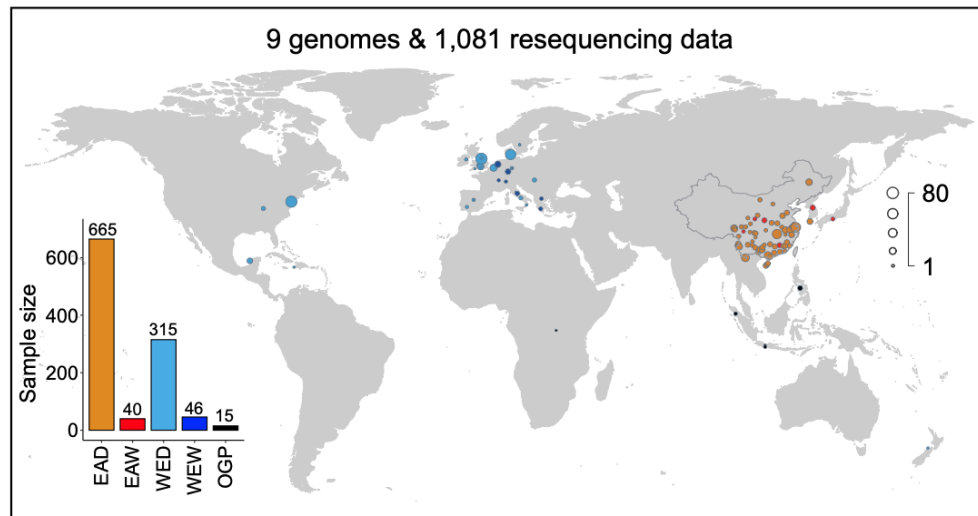 9 genomes & 1,081 resequencing data
80
1
Sample size
600
400
200
0
665
40
315
46
15
EAD
EAW
WED
WEW
OGP